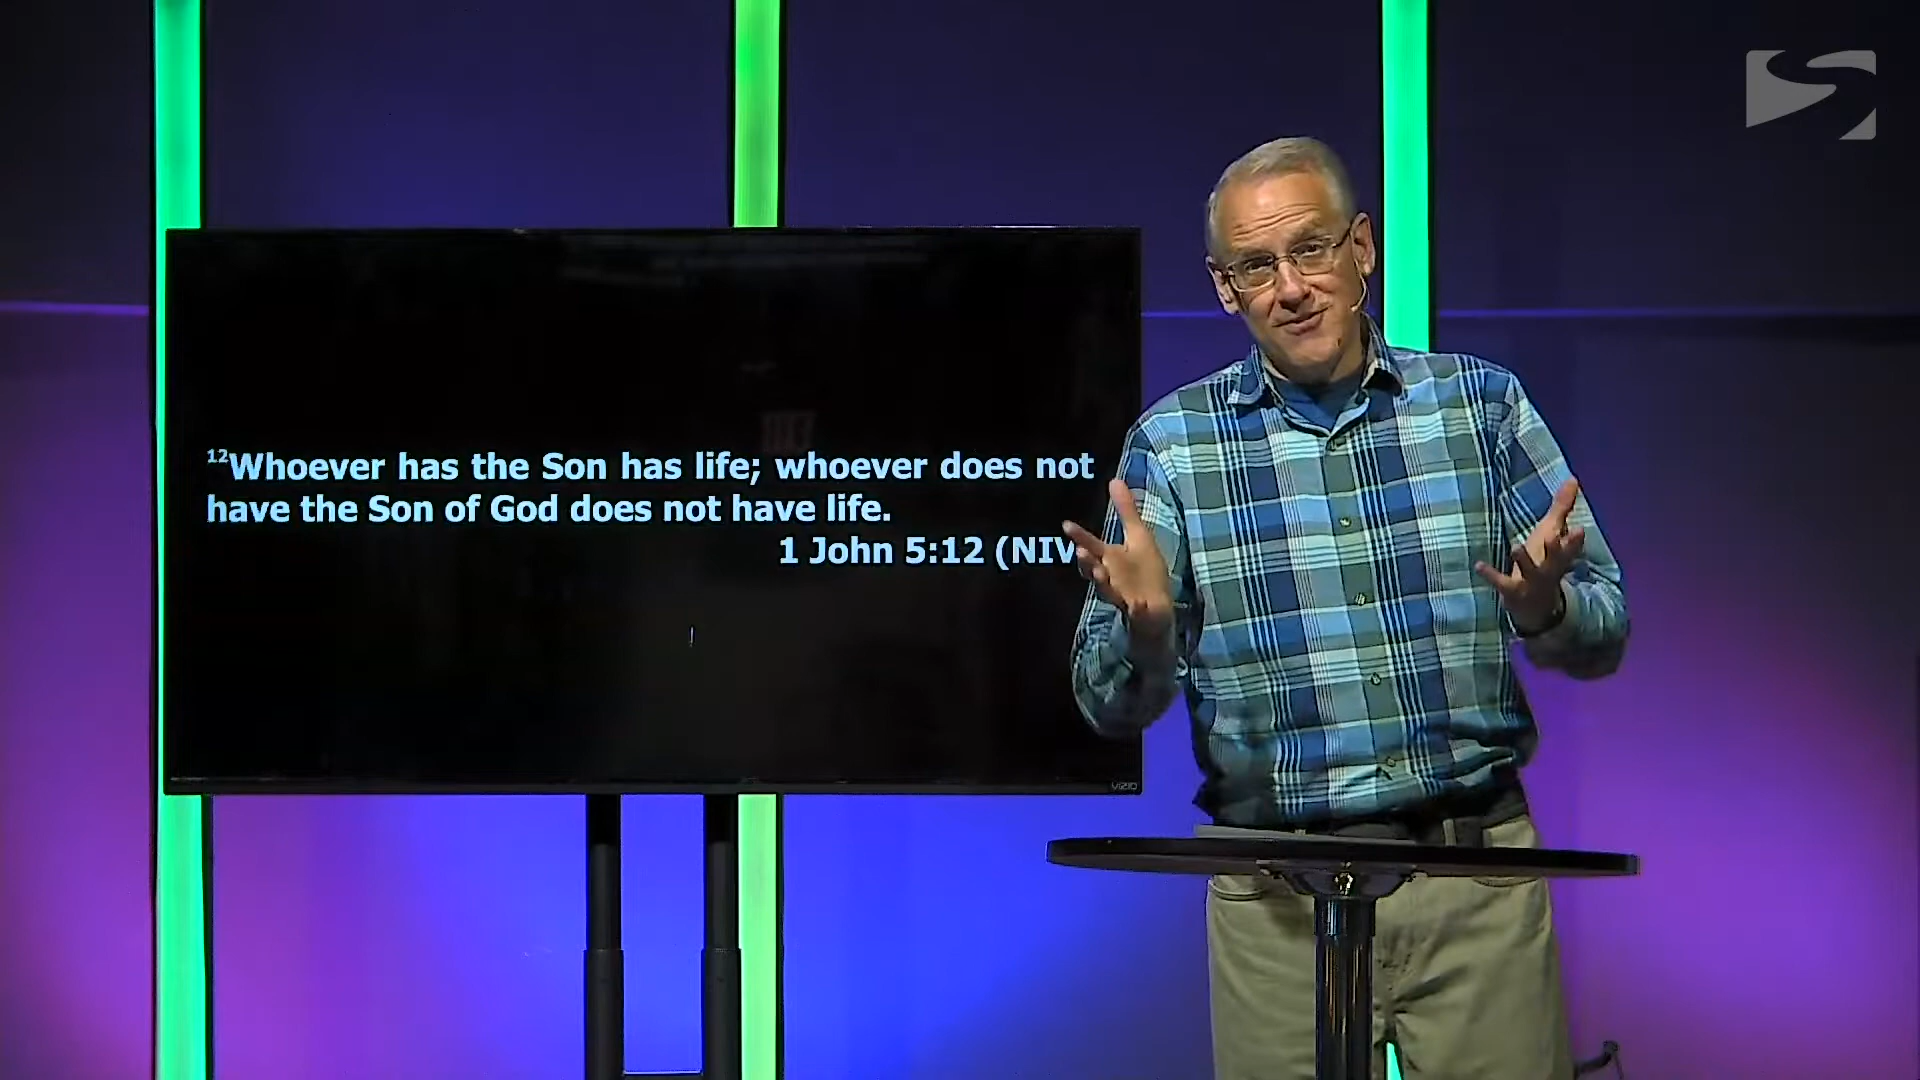 ¹²Whoever has the Son has life; whoever does not
have the Son of God does not have life.
1 John 5:12 (NIV
VIZIO